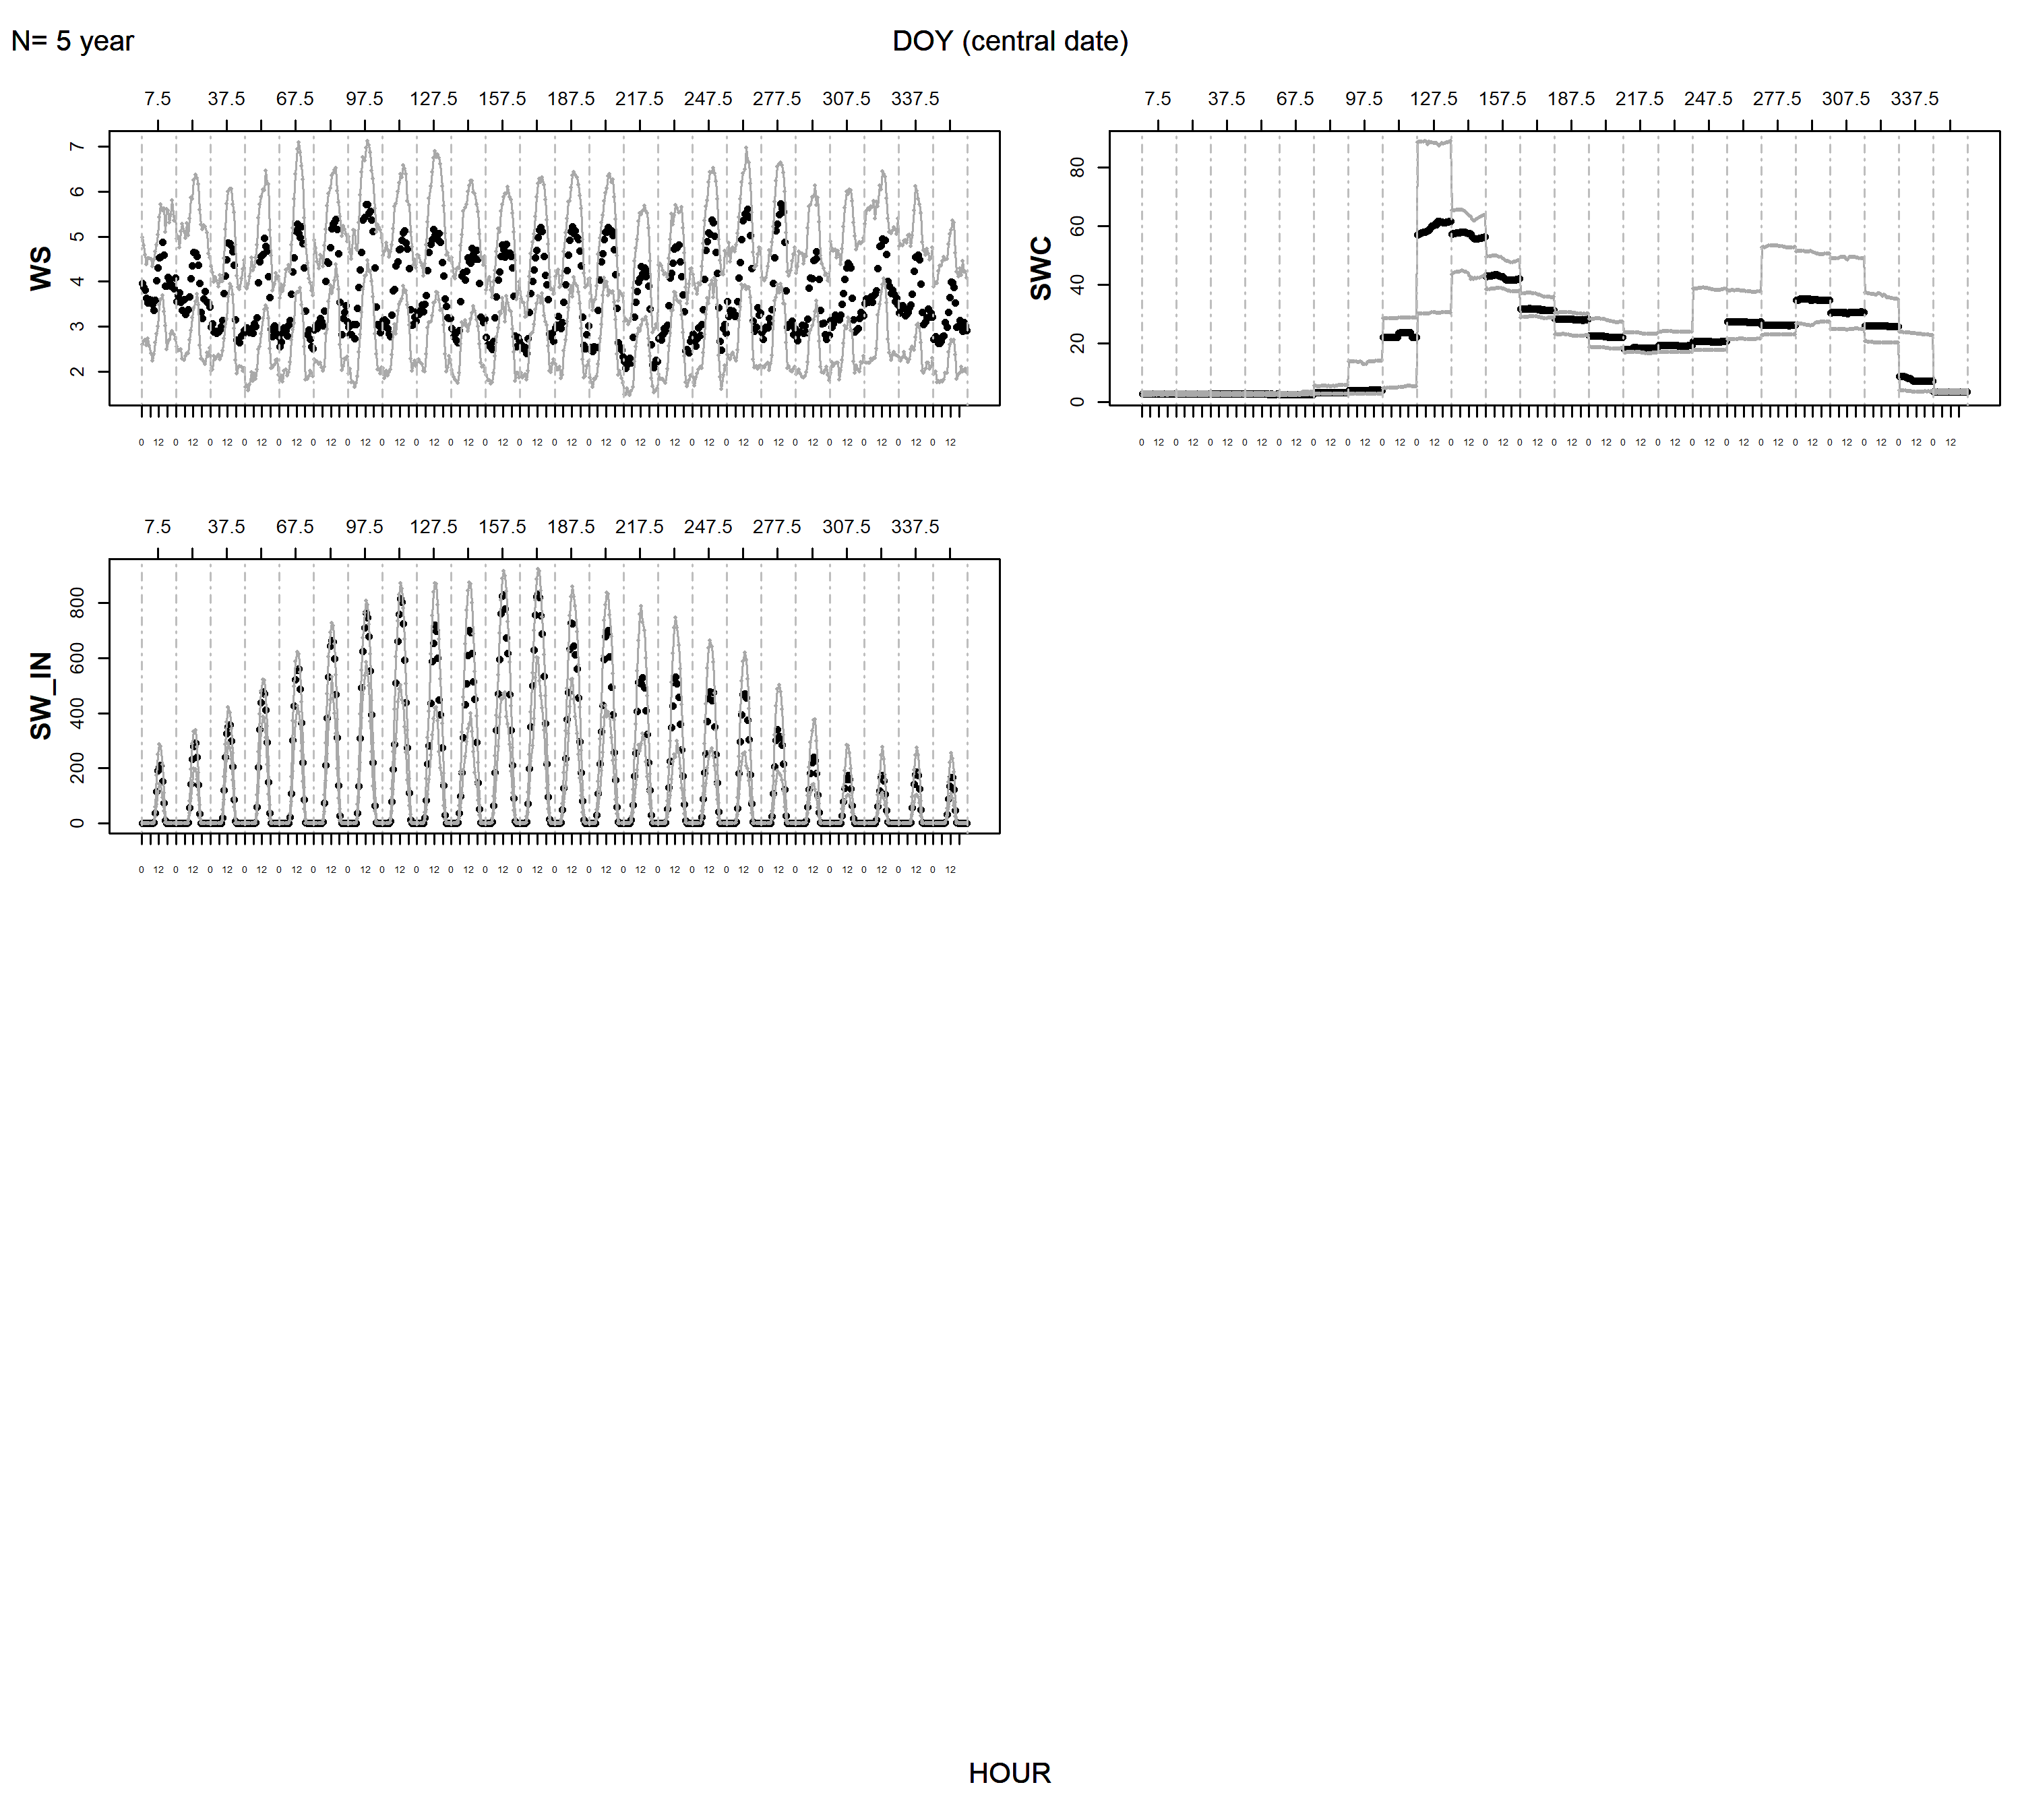 N= 5 year
DOY (central date)
7.5 37.5 67.5 97.5 127.5 157.5 187.5 217.5 247.5 277.5 307.5 337.5
WS
7
6
5
4
3
2
0 12 0 12 0 12 0 12 0 12 0 12 0 12 0 12 0 12 0 12 0 12 0 12 0 12 0 12 0 12 0 12 0 12 0 12 0 12 0 12 0 12 0 12 0 12 0 12
7.5 37.5 67.5 97.5 127.5 157.5 187.5 217.5 247.5 277.5 307.5 337.5
SWC
80
60
40
20
0
0 12 0 12 0 12 0 12 0 12 0 12 0 12 0 12 0 12 0 12 0 12 0 12 0 12 0 12 0 12 0 12 0 12 0 12 0 12 0 12 0 12 0 12 0 12 0 12
7.5 37.5 67.5 97.5 127.5 157.5 187.5 217.5 247.5 277.5 307.5 337.5
SW_IN
800
600
400
200
0
0 12 0 12 0 12 0 12 0 12 0 12 0 12 0 12 0 12 0 12 0 12 0 12 0 12 0 12 0 12 0 12 0 12 0 12 0 12 0 12 0 12 0 12 0 12 0 12
HOUR